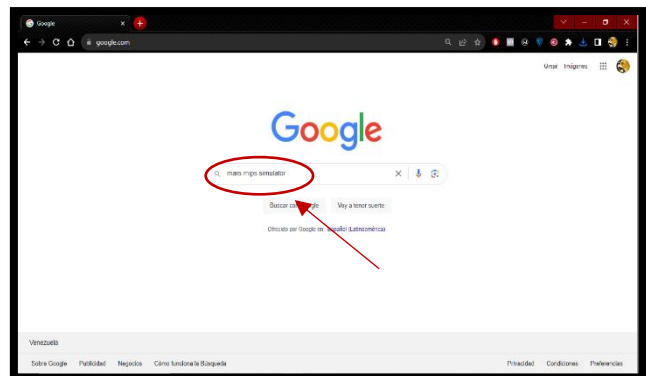 Google
google.com
Gmail Imágenes
Google
mars mips simulator
Buscar con Google Voy a tener suerte
Ofrecido por Google en: Español (Latinoamérica)
Venezuela
Sobre Google Publicidad Negocios Cómo funciona la Búsqueda
Privacidad Condiciones Preferencias